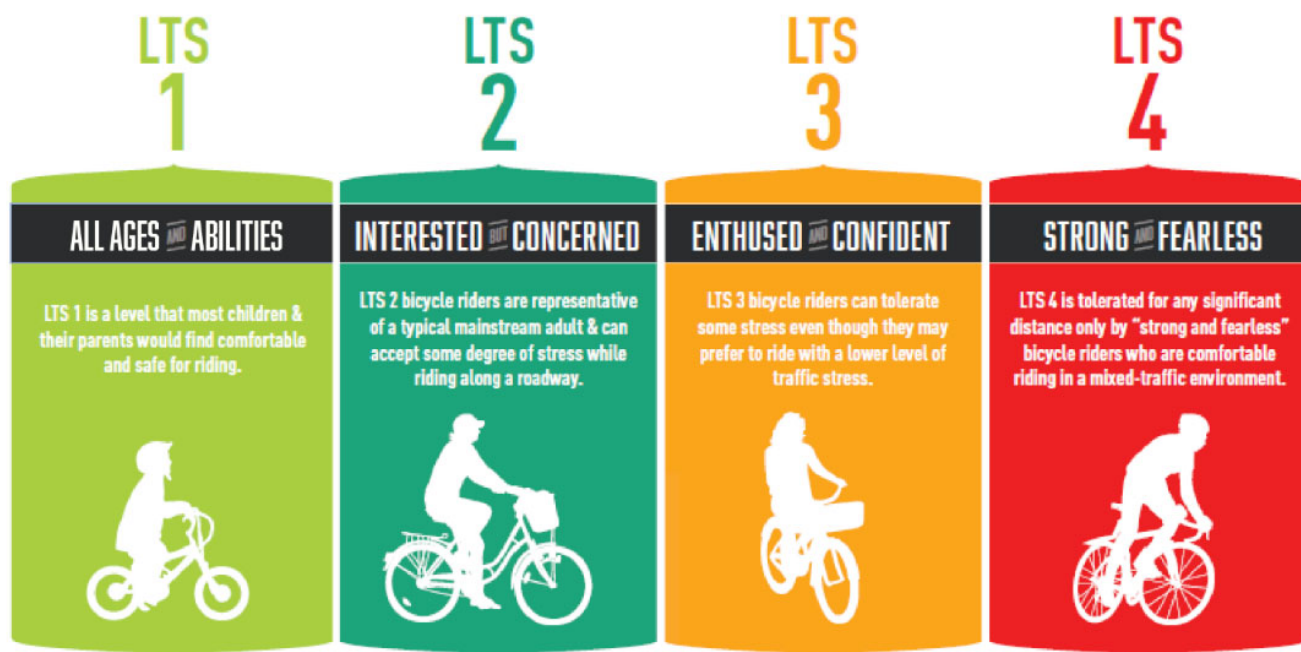 LTS
1
ALL AGES AND ABILITIES
LTS 1 is a level that most children &
their parents would find comfortable
and safe for riding.
LTS
2
INTERESTED BUT CONCERNED
LTS 2 bicycle riders are representative
of a typical mainstream adult & can
accept some degree of stress while
riding along a roadway.
LTS
3
ENTHUSED AND CONFIDENT
LTS 3 bicycle riders can tolerate
some stress even though they may
prefer to ride with a lower level of
traffic stress.
LTS
4
STRONG AND FEARLESS
LTS 4 is tolerated for any significant
distance only by “strong and fearless”
bicycle riders who are comfortable
riding in a mixed-traffic environment.